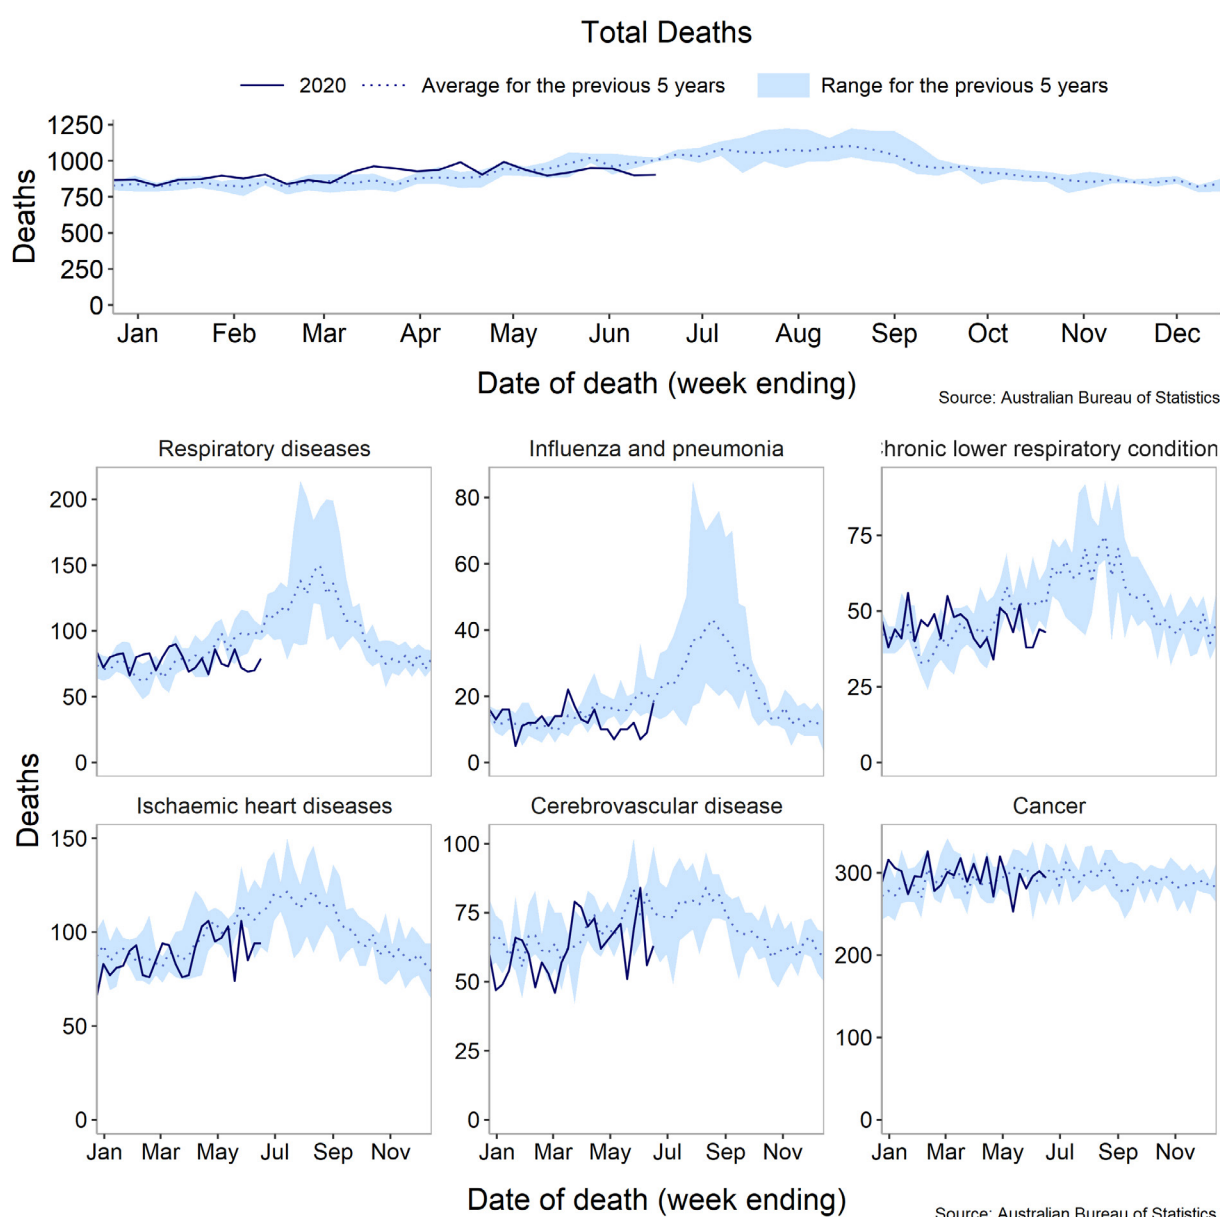 Total Deaths
2020 Average for the previous 5 years Range for the previous 5 years
Deaths
1250
1000
750
500
250
0
Jan Feb Mar Apr May Jun Jul Aug Sep Oct Nov Dec
Date of death (week ending)
Source: Australian Bureau of Statistics
Respiratory diseases Influenza and pneumonia hronic lower respiratory condition
200
150
100
50
0
80
60
40
20
0
75
50
25
0
Deaths
Ischaemic heart diseases Cerebrovascular disease Cancer
150
100
50
0
100
75
50
25
0
300
200
100
0
Jan Mar May Jul Sep Nov Jan Mar May Jul Sep Nov Jan Mar May Jul Sep Nov
Date of death (week ending)
Source: Australian Bureau of Statistics